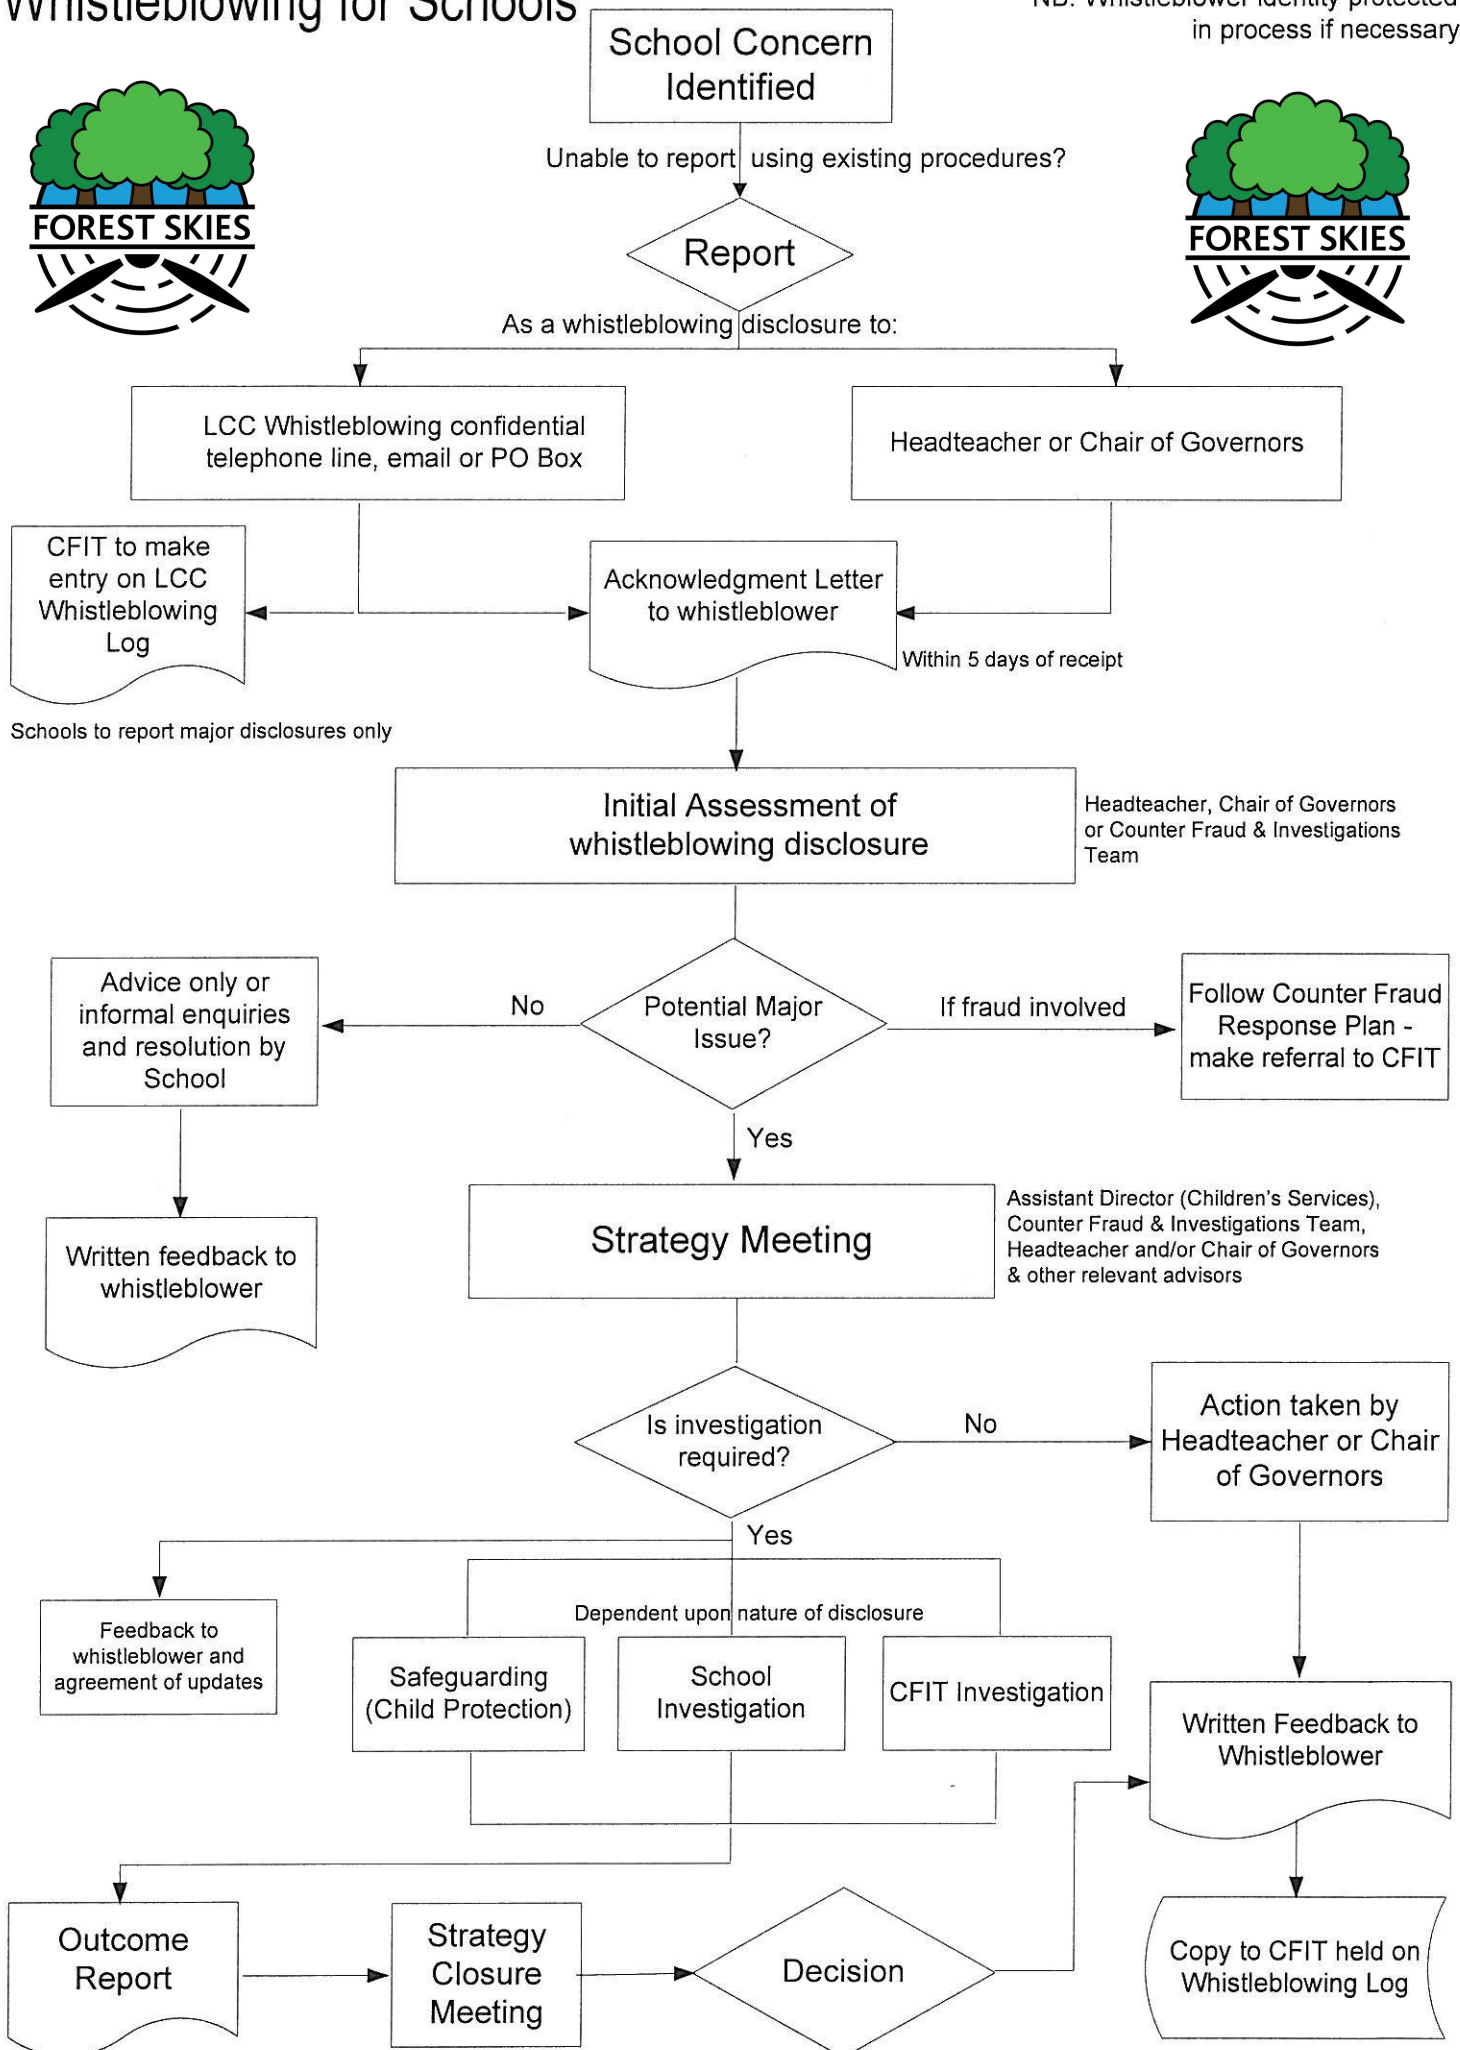 Whistleblowing for Schools
NB: Whistleblower identity protected
in process if necessary
School Concern
Identified
FOREST SKIES
FOREST SKIES
Unable to report using existing procedures?
Report
As a whistleblowing disclosure to:
LCC Whistleblowing confidential
telephone line, email or PO Box
Headteacher or Chair of Governors
CFIT to make
entry on LCC
Whistleblowing
Log
Acknowledgment Letter
to whistleblower
Within 5 days of receipt
Schools to report major disclosures only
Initial Assessment of
whistleblowing disclosure
Headteacher, Chair of Governors
or Counter Fraud & Investigations
Team
Advice only or
informal enquiries
and resolution by
School
No
Potential Major
Issue?
If fraud involved
Follow Counter Fraud
Response Plan -
make referral to CFIT
Yes
Written feedback to
whistleblower
Strategy Meeting
Assistant Director (Children's Services),
Counter Fraud & Investigations Team,
Headteacher and/or Chair of Governors
& other relevant advisors
Is investigation
required?
No
Action taken by
Headteacher or Chair
of Governors
Yes
Feedback to
whistleblower and
agreement of updates
Dependent upon nature of disclosure
Safeguarding
(Child Protection)
School
Investigation
CFIT Investigation
Written Feedback to
Whistleblower
Outcome
Report
Strategy
Closure
Meeting
Decision
Copy to CFIT held on
Whistleblowing Log